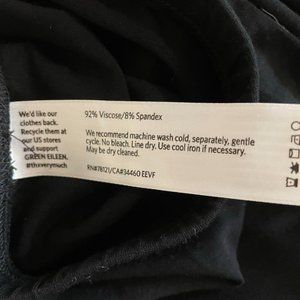 We'd like our
clothes back.
Recycle them at
our US stores
and support
GREEN EILEEN.
#thxverymuch
92% Viscose/8% Spandex
We recommend machine wash cold, separately, gentle
cycle. No bleach. Line dry. Use cool iron if necessary.
May be dry cleaned.
RN#78121/CA#34460 EEVF